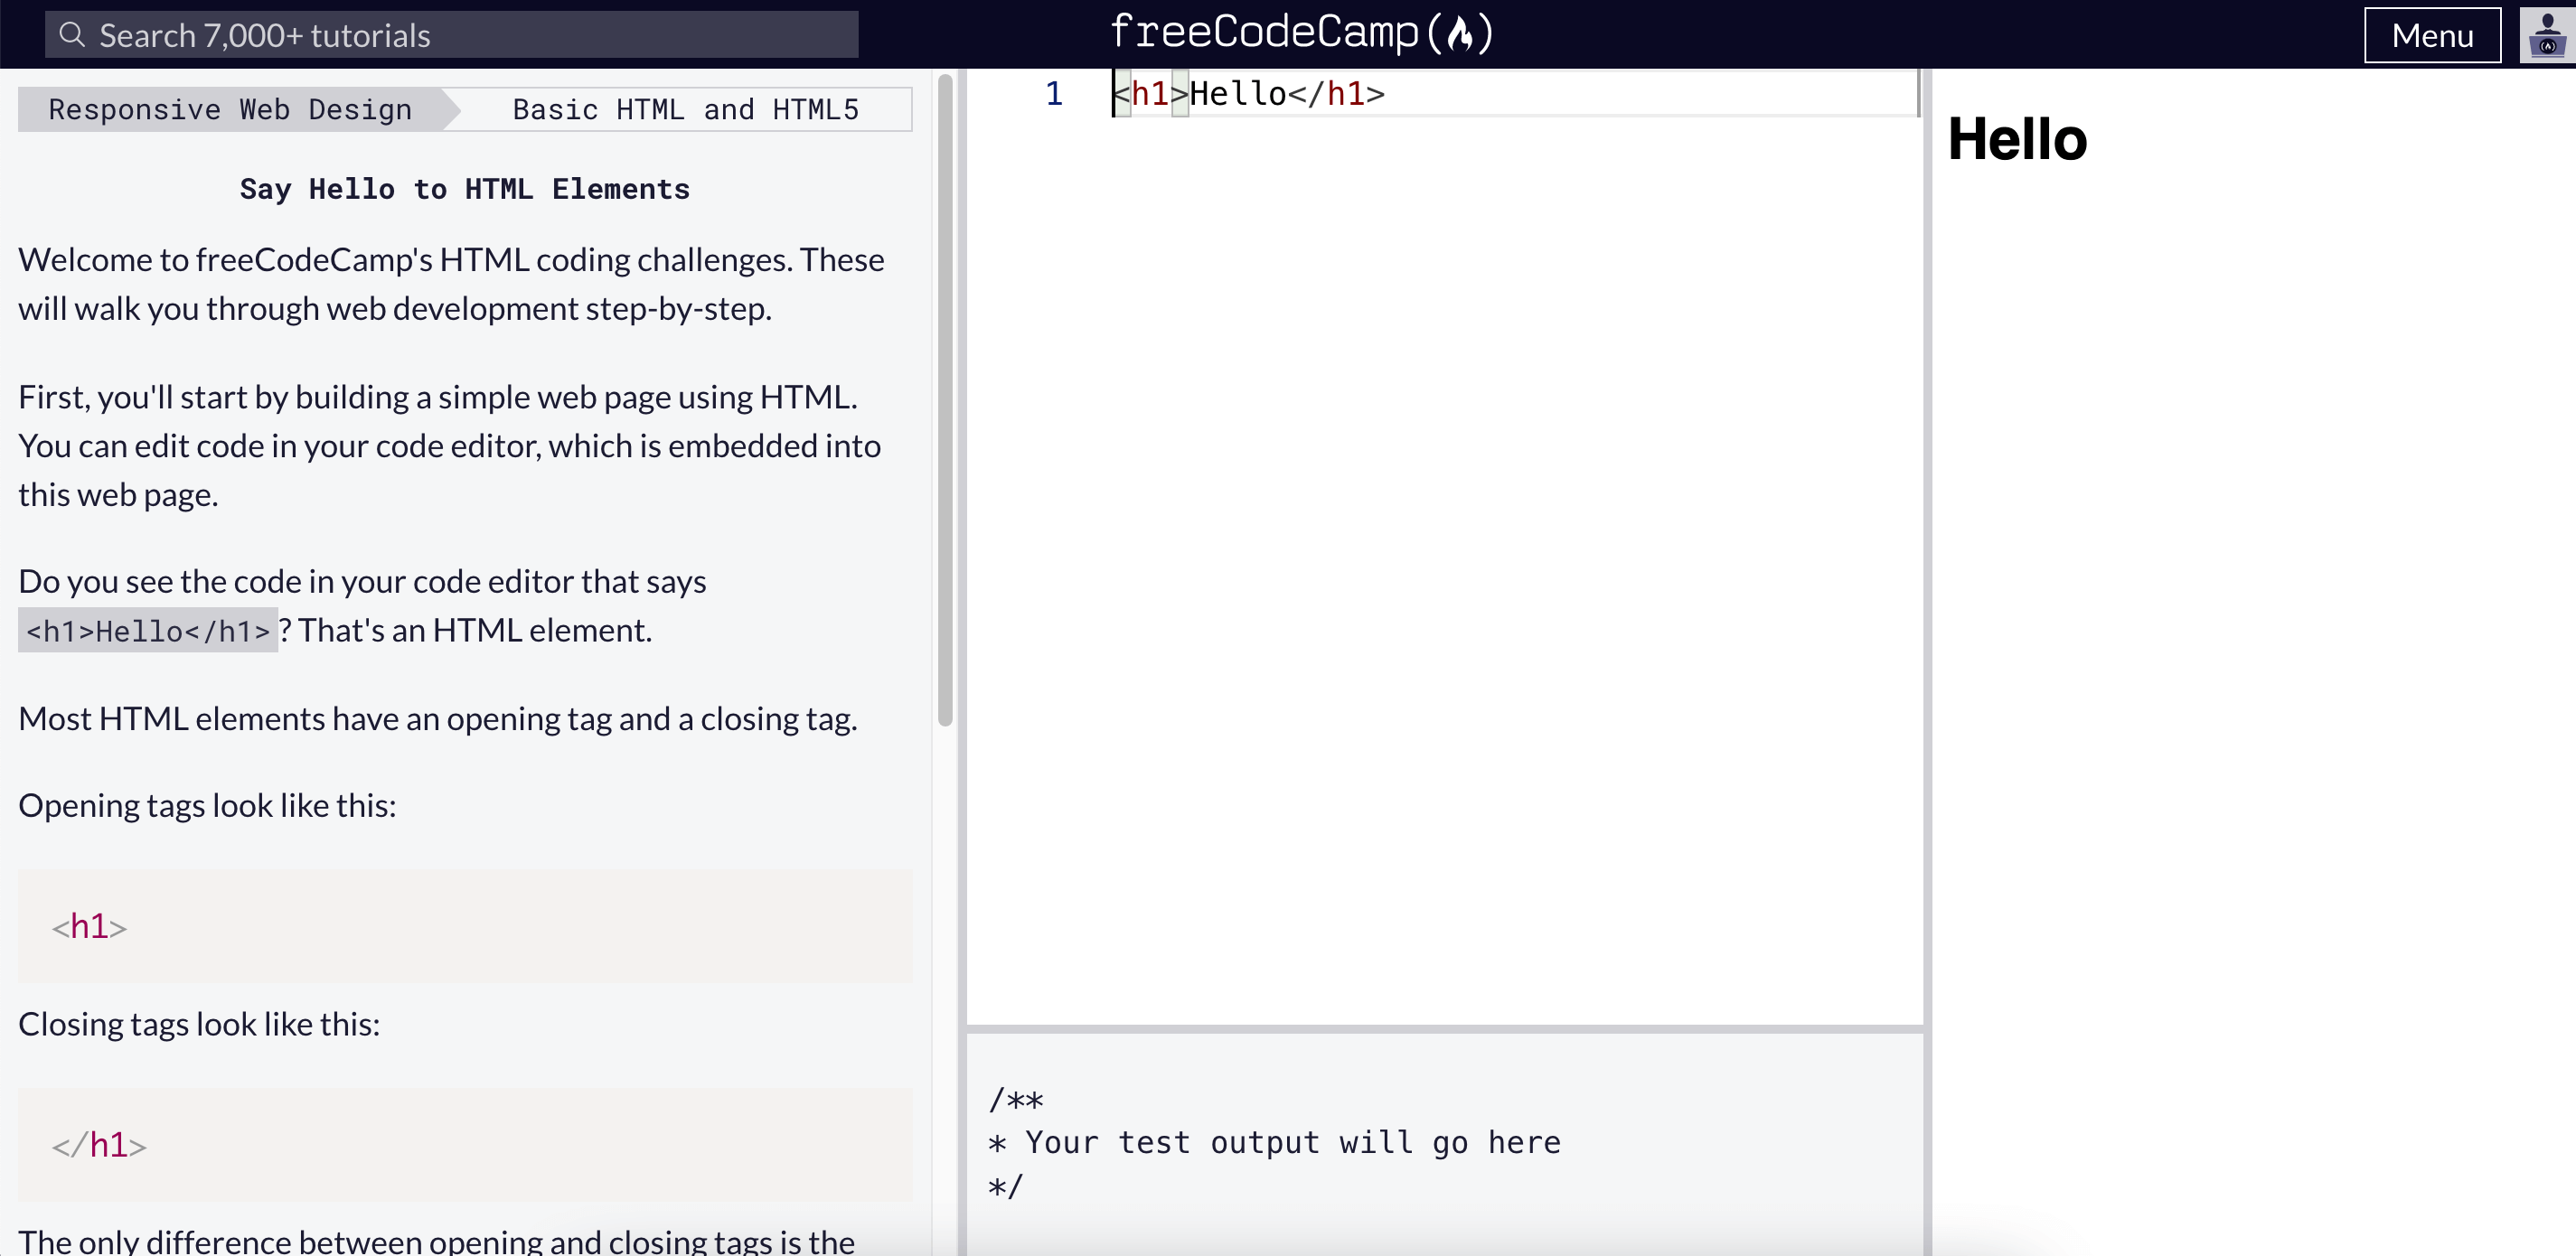 Search 7,000+ tutorials
freeCodeCamp(🔥)
Menu
Responsive Web Design
Basic HTML and HTML5
Say Hello to HTML Elements
Welcome to freeCodeCamp's HTML coding challenges. These
will walk you through web development step-by-step.
First, you'll start by building a simple web page using HTML.
You can edit code in your code editor, which is embedded into
this web page.
Do you see the code in your code editor that says
<h1>Hello</h1>? That's an HTML element.
Most HTML elements have an opening tag and a closing tag.
Opening tags look like this:
<h1>
Closing tags look like this:
</h1>
The only difference between opening and closing tags is the
1 <h1>Hello</h1>
/**
* Your test output will go here
*/
Hello